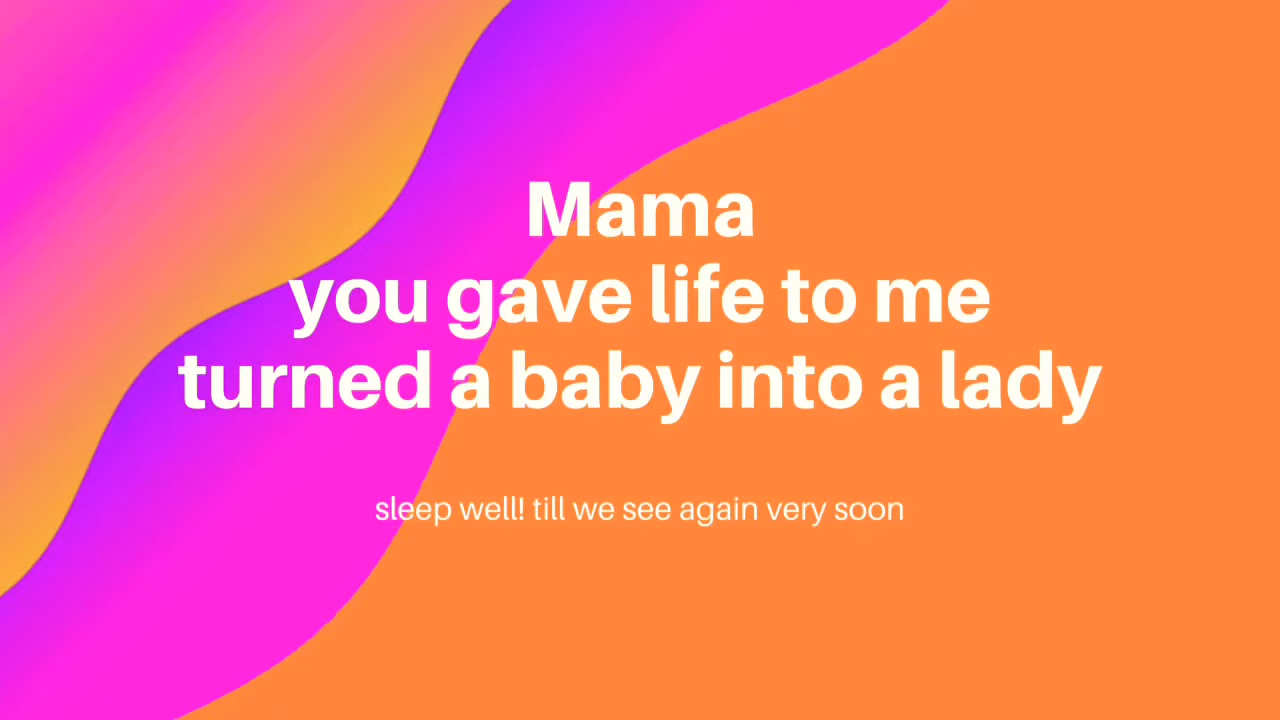 Mama
you gave life to me
turned a baby into a lady
sleep well! till we see again very soon